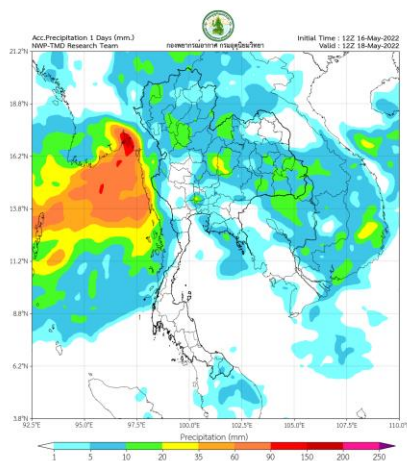 Acc.Precipitation 1 Days (mm.)
NWP-TMD Research Team
กองพยากรณ์อากาศ กรมอุตุนิยมวิทยา
Initial Time : 12Z 16-May-2022
Valid : 12Z 18-May-2022
21.2°N
18.8°N
16.2°N
13.8°N
11.2°N
8.8°N
6.2°N
3.8°N
92.5°E 95.0°E 97.5°E 100.0°E 102.5°E 105.0°E 107.5°E 110.0°E
Precipitation (mm)
1 5 10 20 35 60 90 150 200 250